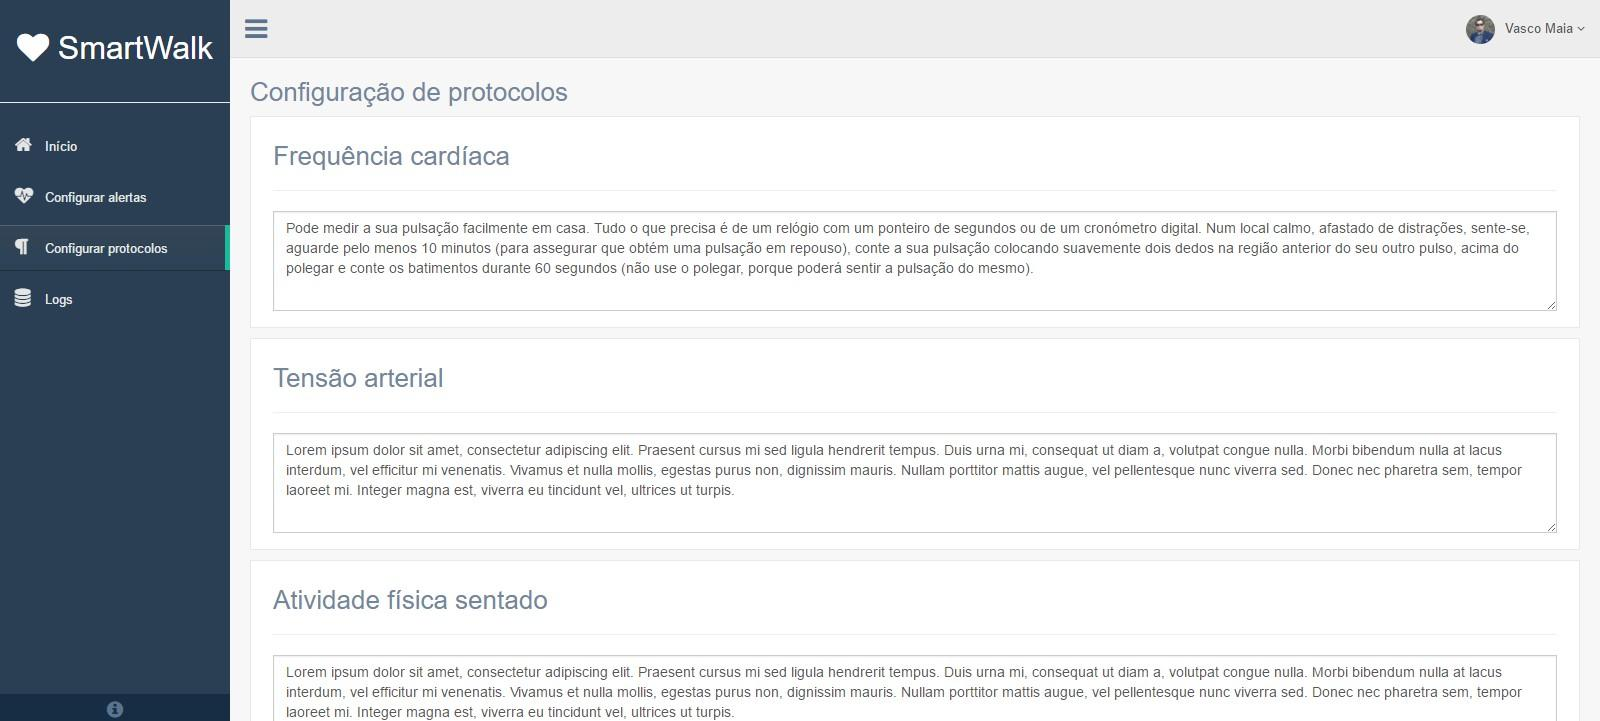 SmartWalk
Vasco Maia
Início
Configurar alertas
Configurar protocolos
Logs
Configuração de protocolos
Frequência cardíaca
Pode medir a sua pulsação facilmente em casa. Tudo o que precisa é de um relógio com um ponteiro de segundos ou de um cronómetro digital. Num local calmo, afastado de distrações, sente-se,
aguarde pelo menos 10 minutos (para assegurar que obtém uma pulsação em repouso), conte a sua pulsação colocando suavemente dois dedos na região anterior do seu outro pulso, acima do
polegar e conte os batimentos durante 60 segundos (não use o polegar, porque poderá sentir a pulsação do mesmo).
Tensão arterial
Lorem ipsum dolor sit amet, consectetur adipiscing elit. Praesent cursus mi sed ligula hendrerit tempus. Duis urna mi, consequat ut diam a, volutpat congue nulla. Morbi bibendum nulla at lacus
interdum, vel efficitur mi venenatis. Vivamus et nulla mollis, egestas purus non, dignissim mauris. Nullam porttitor mattis augue, vel pellentesque nunc viverra sed. Donec nec pharetra sem, tempor
laoreet mi. Integer magna est, viverra eu tincidunt vel, ultrices ut turpis.
Atividade física sentado
Lorem ipsum dolor sit amet, consectetur adipiscing elit. Praesent cursus mi sed ligula hendrerit tempus. Duis urna mi, consequat ut diam a, volutpat congue nulla. Morbi bibendum nulla at lacus
interdum, vel efficitur mi venenatis. Vivamus et nulla mollis, egestas purus non, dignissim mauris. Nullam porttitor mattis augue, vel pellentesque nunc viverra sed. Donec nec pharetra sem, tempor
laoreet mi. Integer magna est, viverra eu tincidunt vel, ultrices ut turpis.